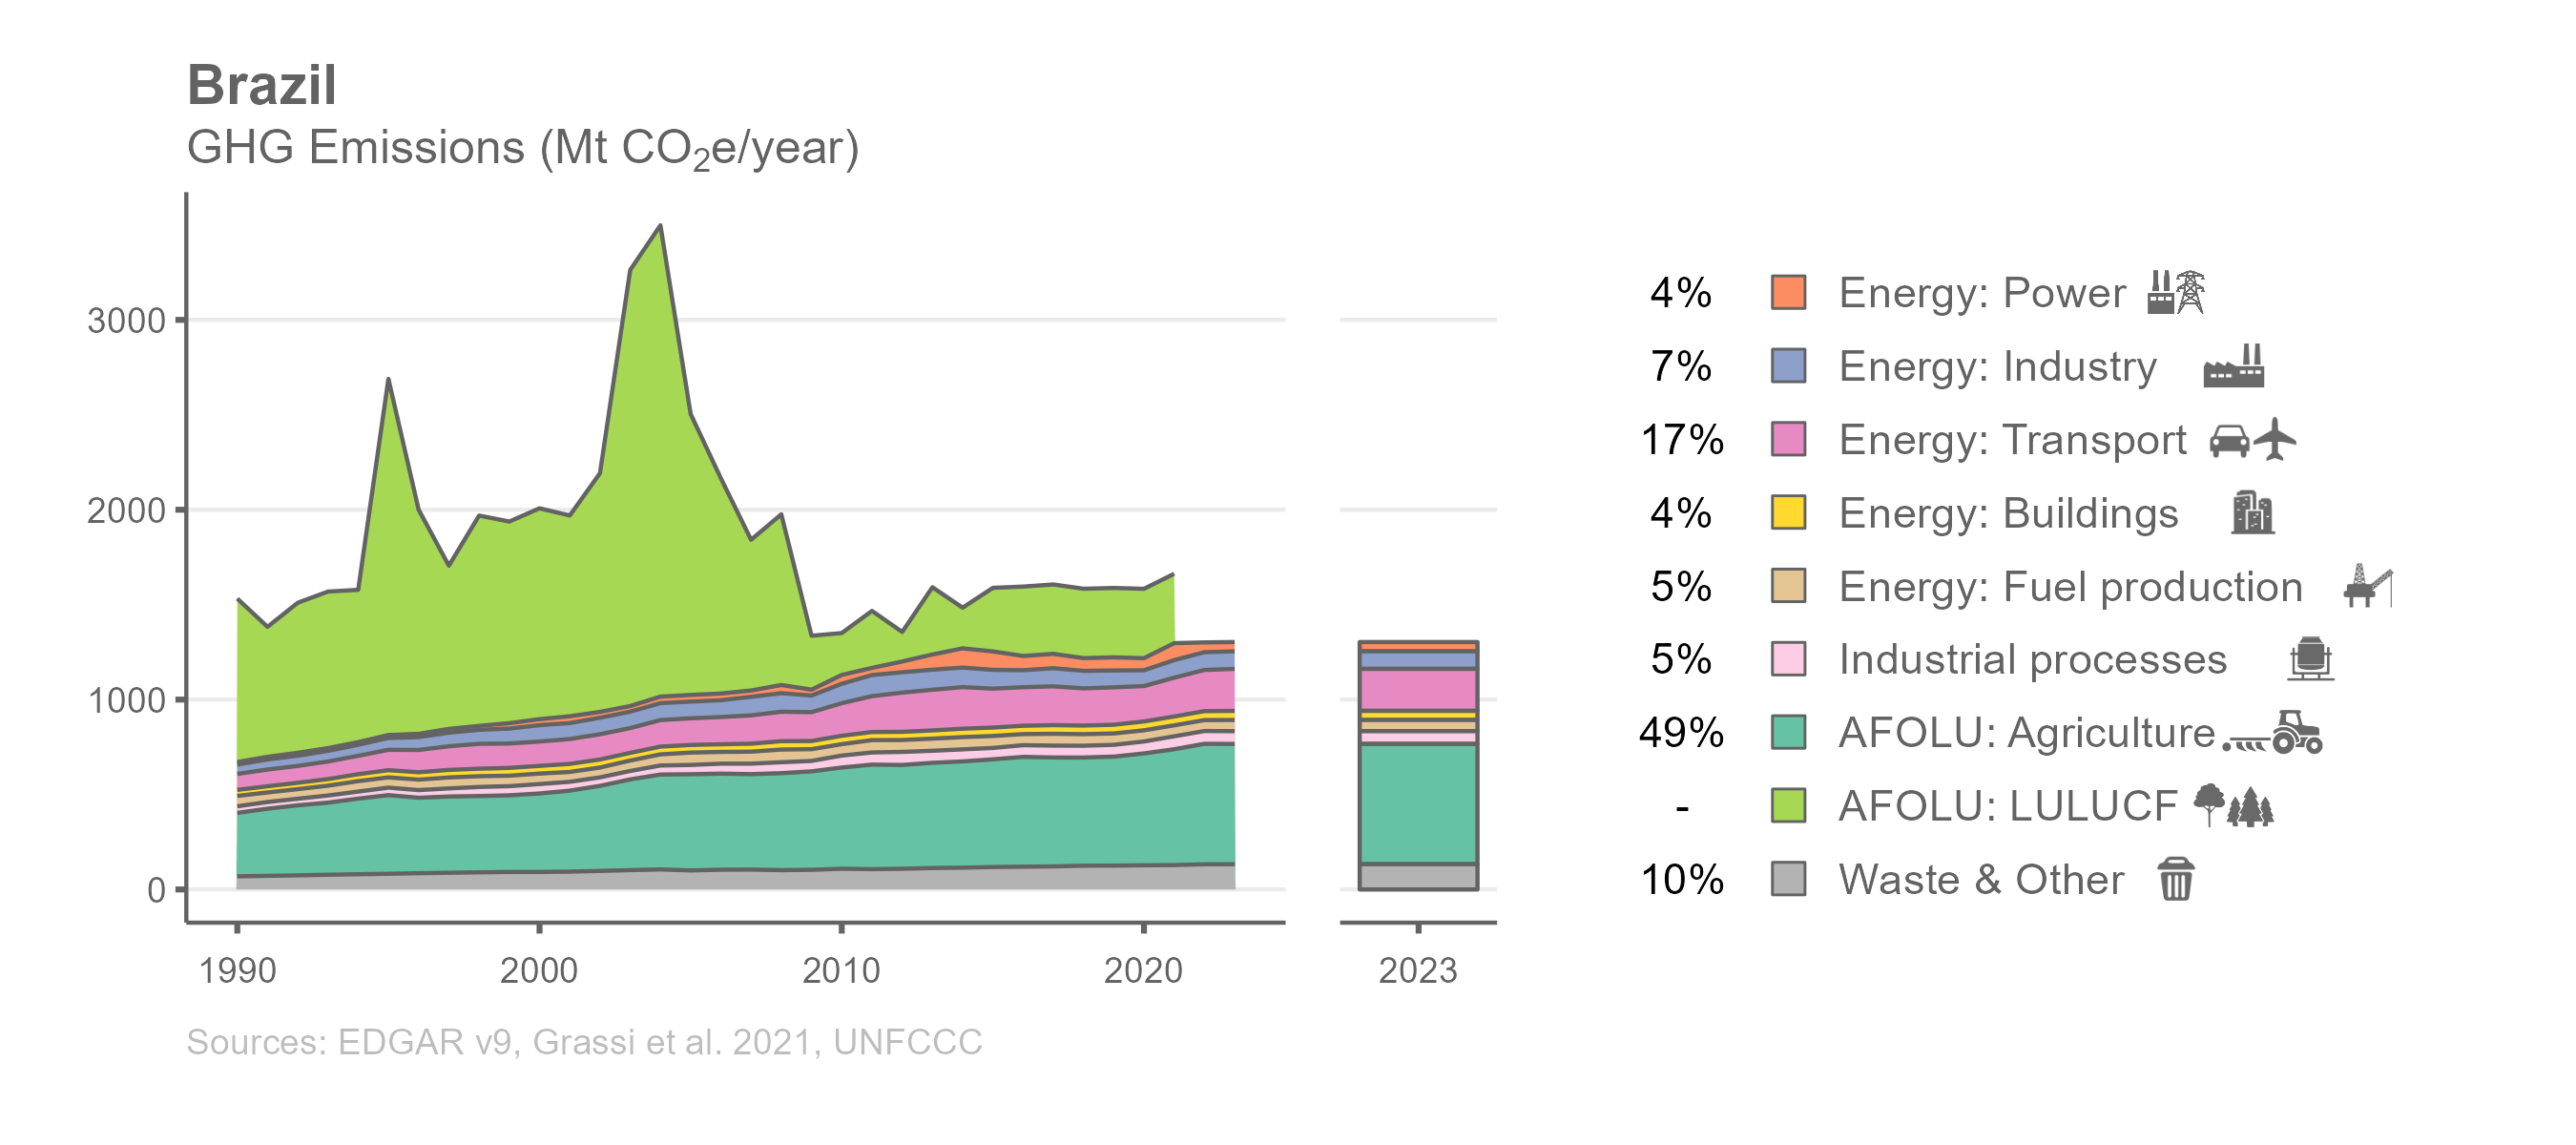 Brazil
GHG Emissions (Mt CO₂e/year)
3000
2000
1000
0
1990 2000 2010 2020 2023
4% Energy: Power
7% Energy: Industry
17% Energy: Transport
4% Energy: Buildings
5% Energy: Fuel production
5% Industrial processes
49% AFOLU: Agriculture
- AFOLU: LULUCF
10% Waste & Other
Sources: EDGAR v9, Grassi et al. 2021, UNFCCC